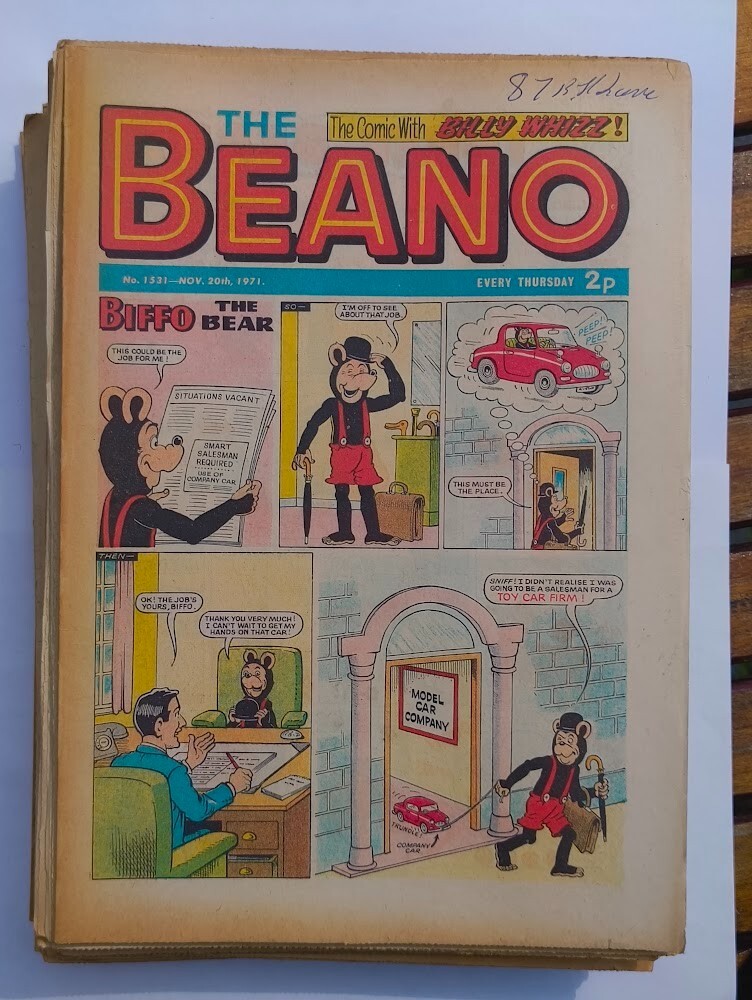 87
THE
The Comic With BILLY WHIZZ!
BEANO
No. 1531—NOV. 20th, 1971.
EVERY THURSDAY 2p
BIFFO THE
BEAR
THIS COULD BE THE
JOB FOR ME!
SITUATIONS VACANT
SMART
SALESMAN
REQUIRED
USE OF
COMPANY CAR
SO—
I'M OFF TO SEE
ABOUT THAT JOB.
PEEP!
PEEP!
THIS MUST BE
THE PLACE.
THEN—
OK! THE JOB'S
YOURS, BIFFO.
THANK YOU VERY MUCH!
I CAN'T WAIT TO GET MY
HANDS ON THAT CAR!
SNIFF! I DIDN'T REALISE I WAS
GOING TO BE A SALESMAN FOR A
TOY CAR FIRM!
MODEL
CAR
COMPANY
TRUNDLE!
COMPANY
CAR